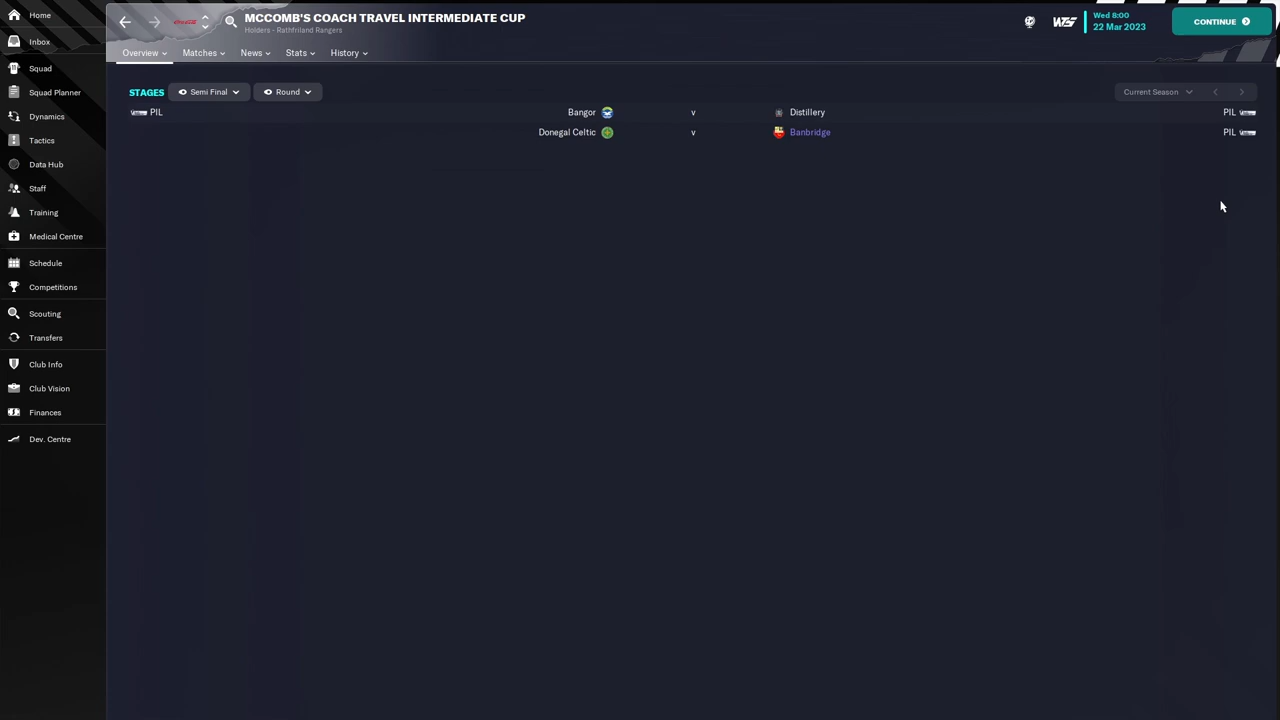 Home
Inbox
Squad
Squad Planner
Dynamics
Tactics
Data Hub
Staff
Training
Medical Centre
Schedule
Competitions
Scouting
Transfers
Club Info
Club Vision
Finances
Dev. Centre
MCCOMB'S COACH TRAVEL INTERMEDIATE CUP
Holders - Rathfriland Rangers
Wed 8:00
22 Mar 2023
CONTINUE
Overview Matches News Stats History
STAGES Semi Final Round Current Season
PIL Bangor v Distillery PIL
Donegal Celtic v Banbridge PIL